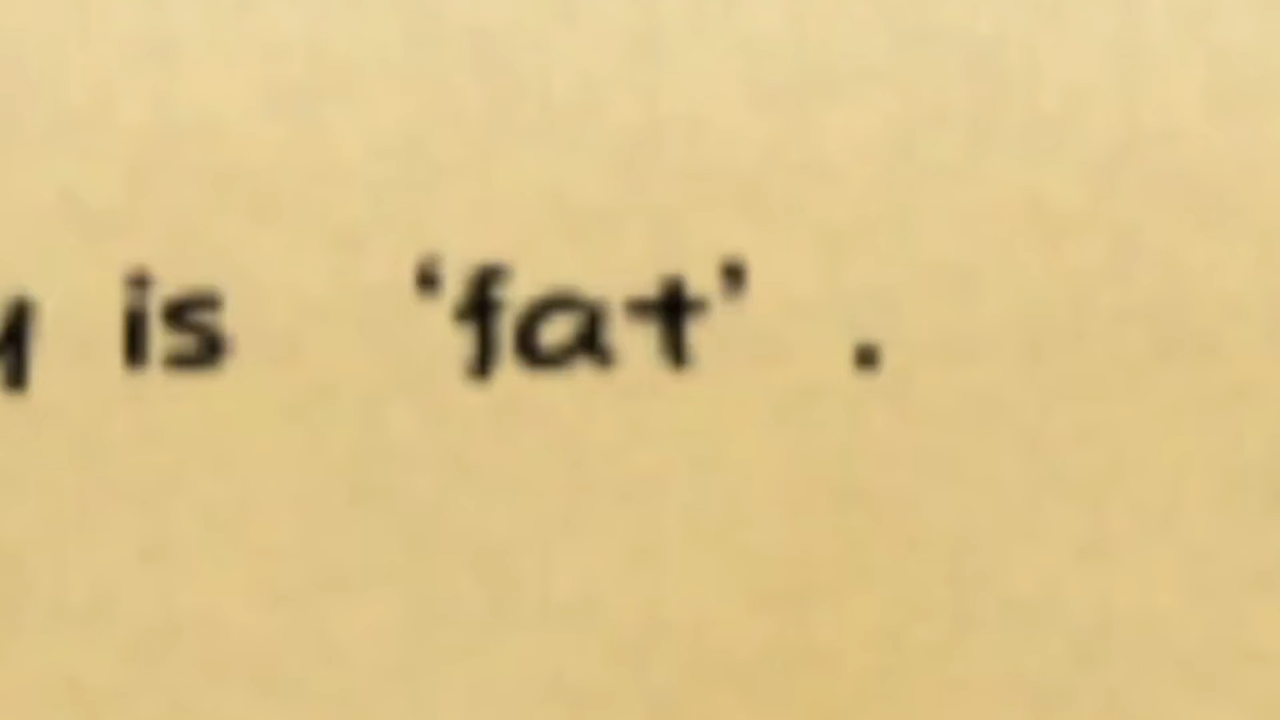 is ‘fat’ .